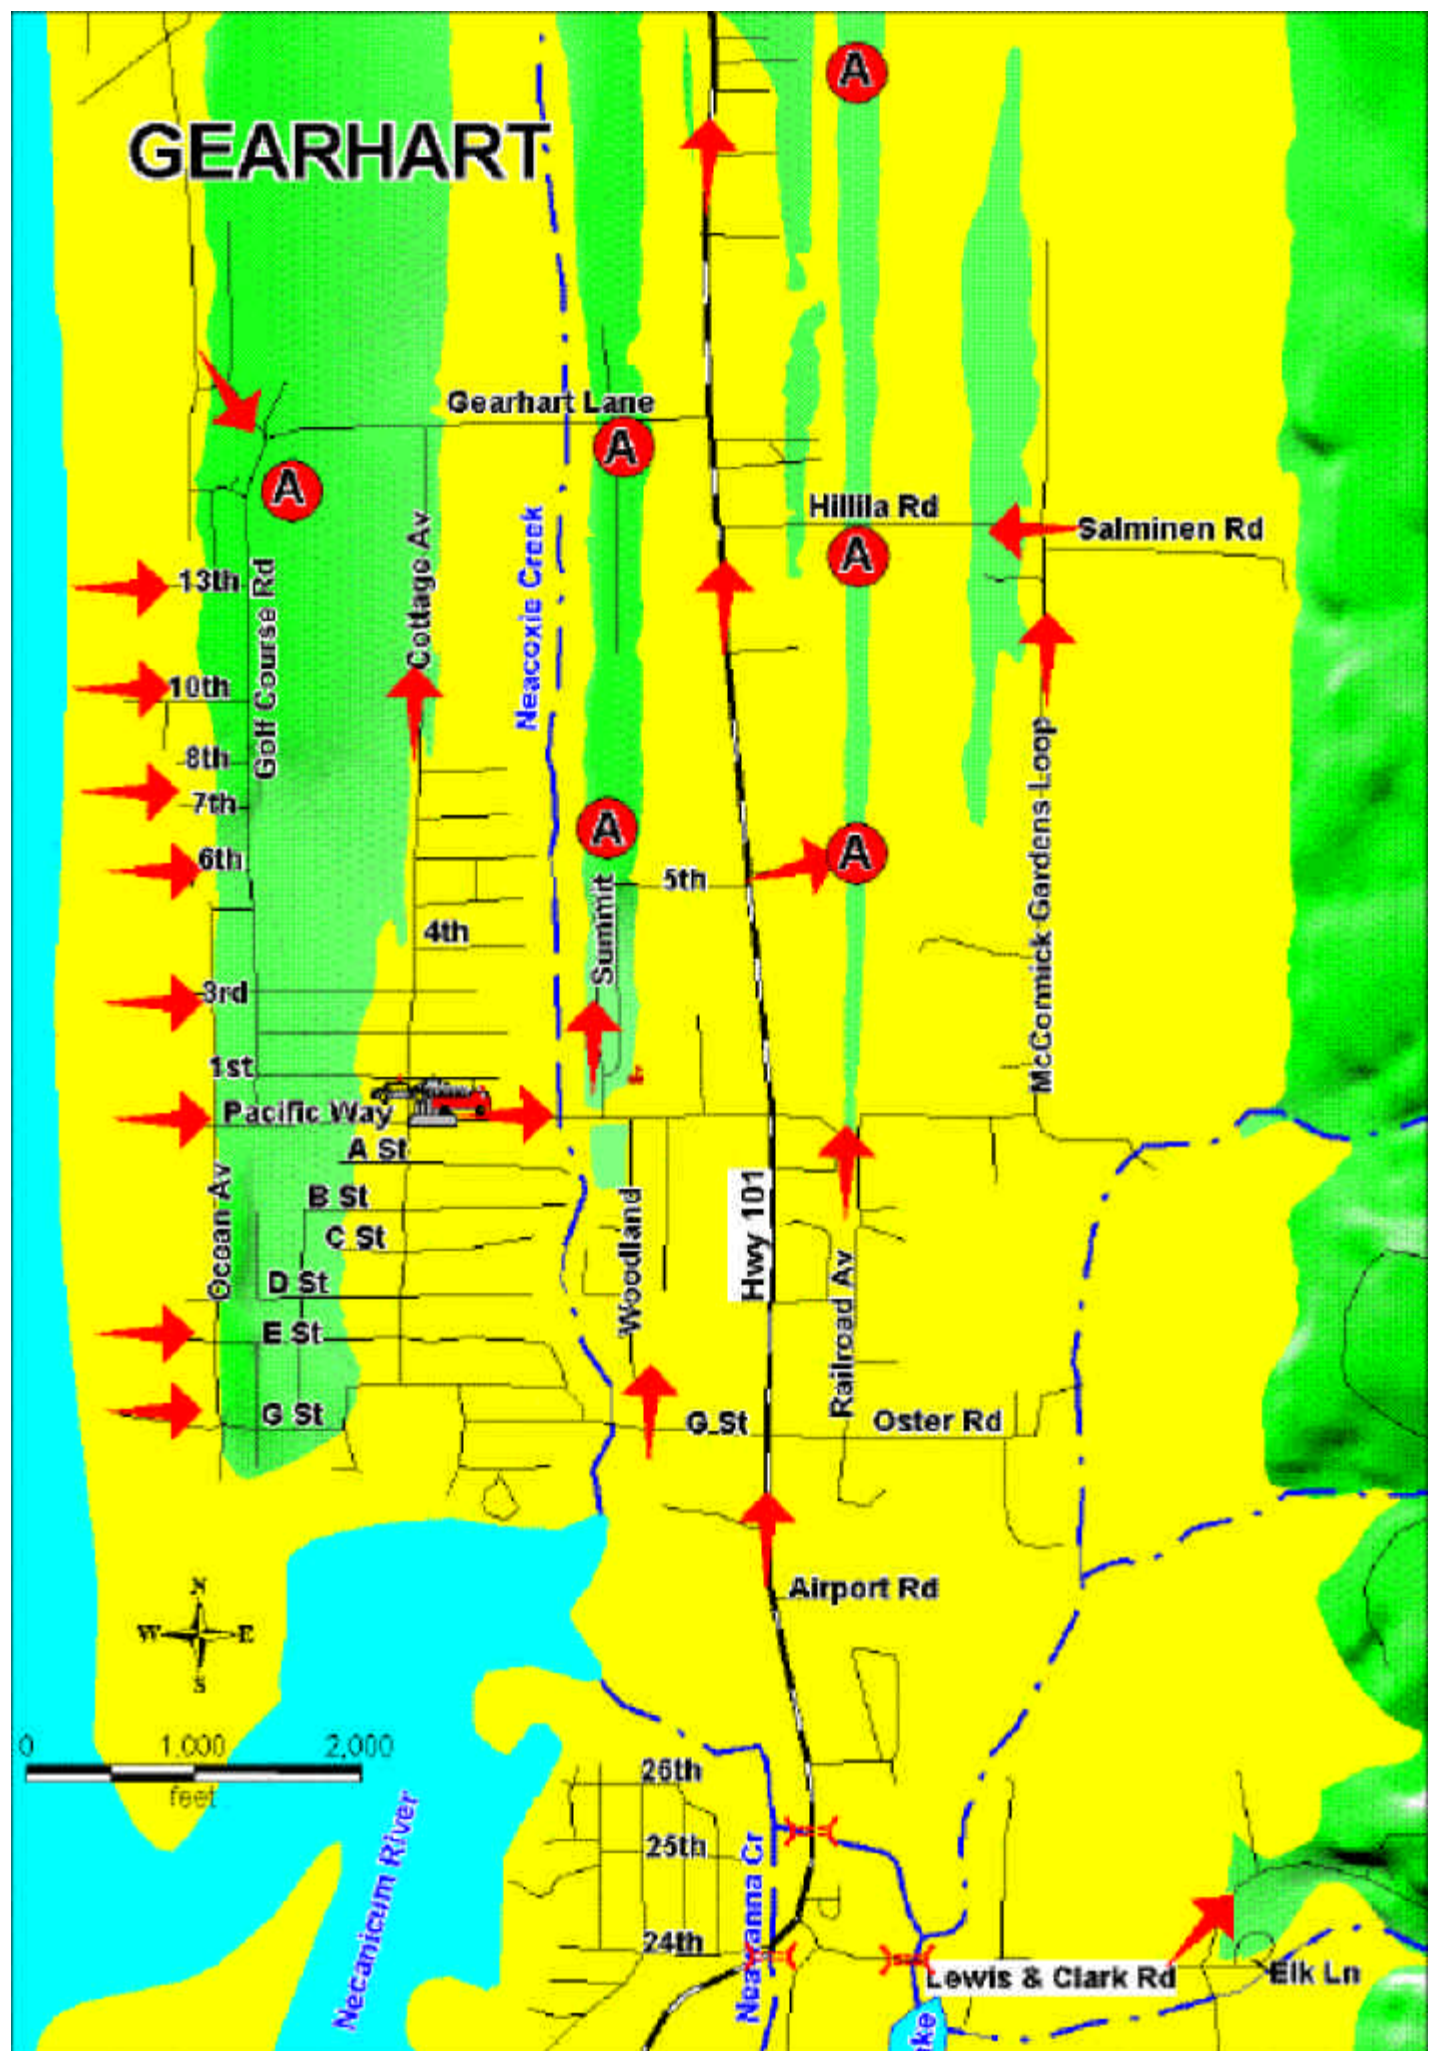 A
GEARHART
Gearhart Lane
A
A
Hillila Rd
Salminen Rd
A
Cottage Av
Neacoxie Creek
13th
Golf Course Rd
10th
8th
7th
McCormick Gardens Loop
A
A
6th
5th
Summit
4th
3rd
1st
Pacific Way
A St
Ocean Av
B St
Woodland
Hwy 101
C St
D St
Railroad Av
E St
G St
G St
Oster Rd
Airport Rd
N
W
E
S
0
1,000
2,000
feet
26th
25th
Necanicum River
Neawanna Cr
24th
Lewis & Clark Rd
Elk Ln